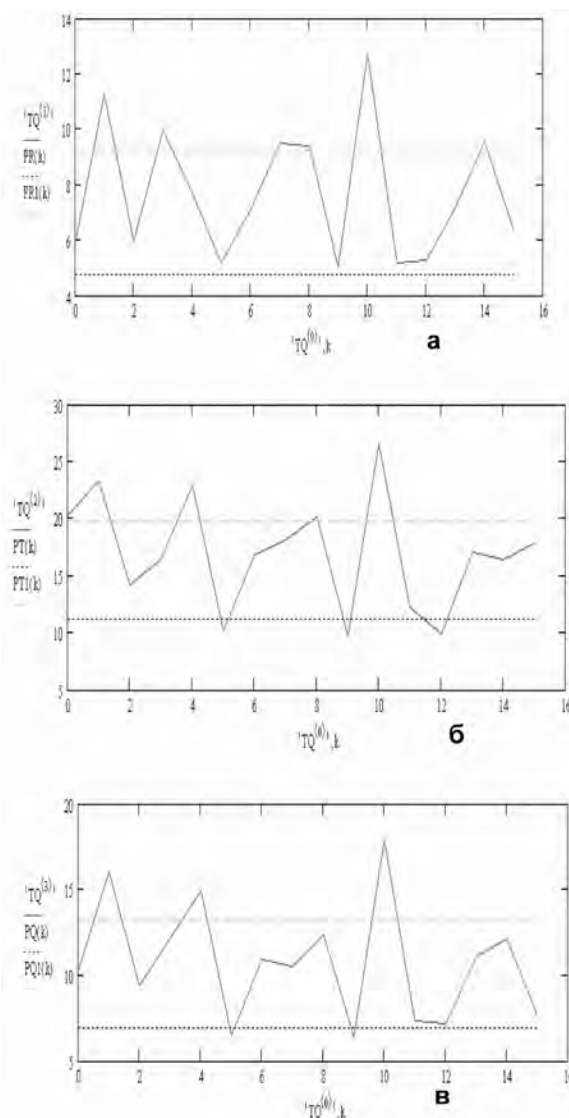 14
12
‹TQ⁽¹⁾›
10
PR(k)
PR1(k)
8
6
4
0 2 4 6 8 10 12 14 16
‹TQ⁽⁰⁾›,k а
30
25
‹TQ⁽²⁾›
20
PT(k)
PT1(k)
15
10
5
0 2 4 6 8 10 12 14 16
‹TQ⁽⁰⁾›,k б
20
15
‹TQ⁽³⁾›
PQ(k)
PQ1(k)
10
5
0 2 4 6 8 10 12 14 16
‹TQ⁽⁰⁾›,k в